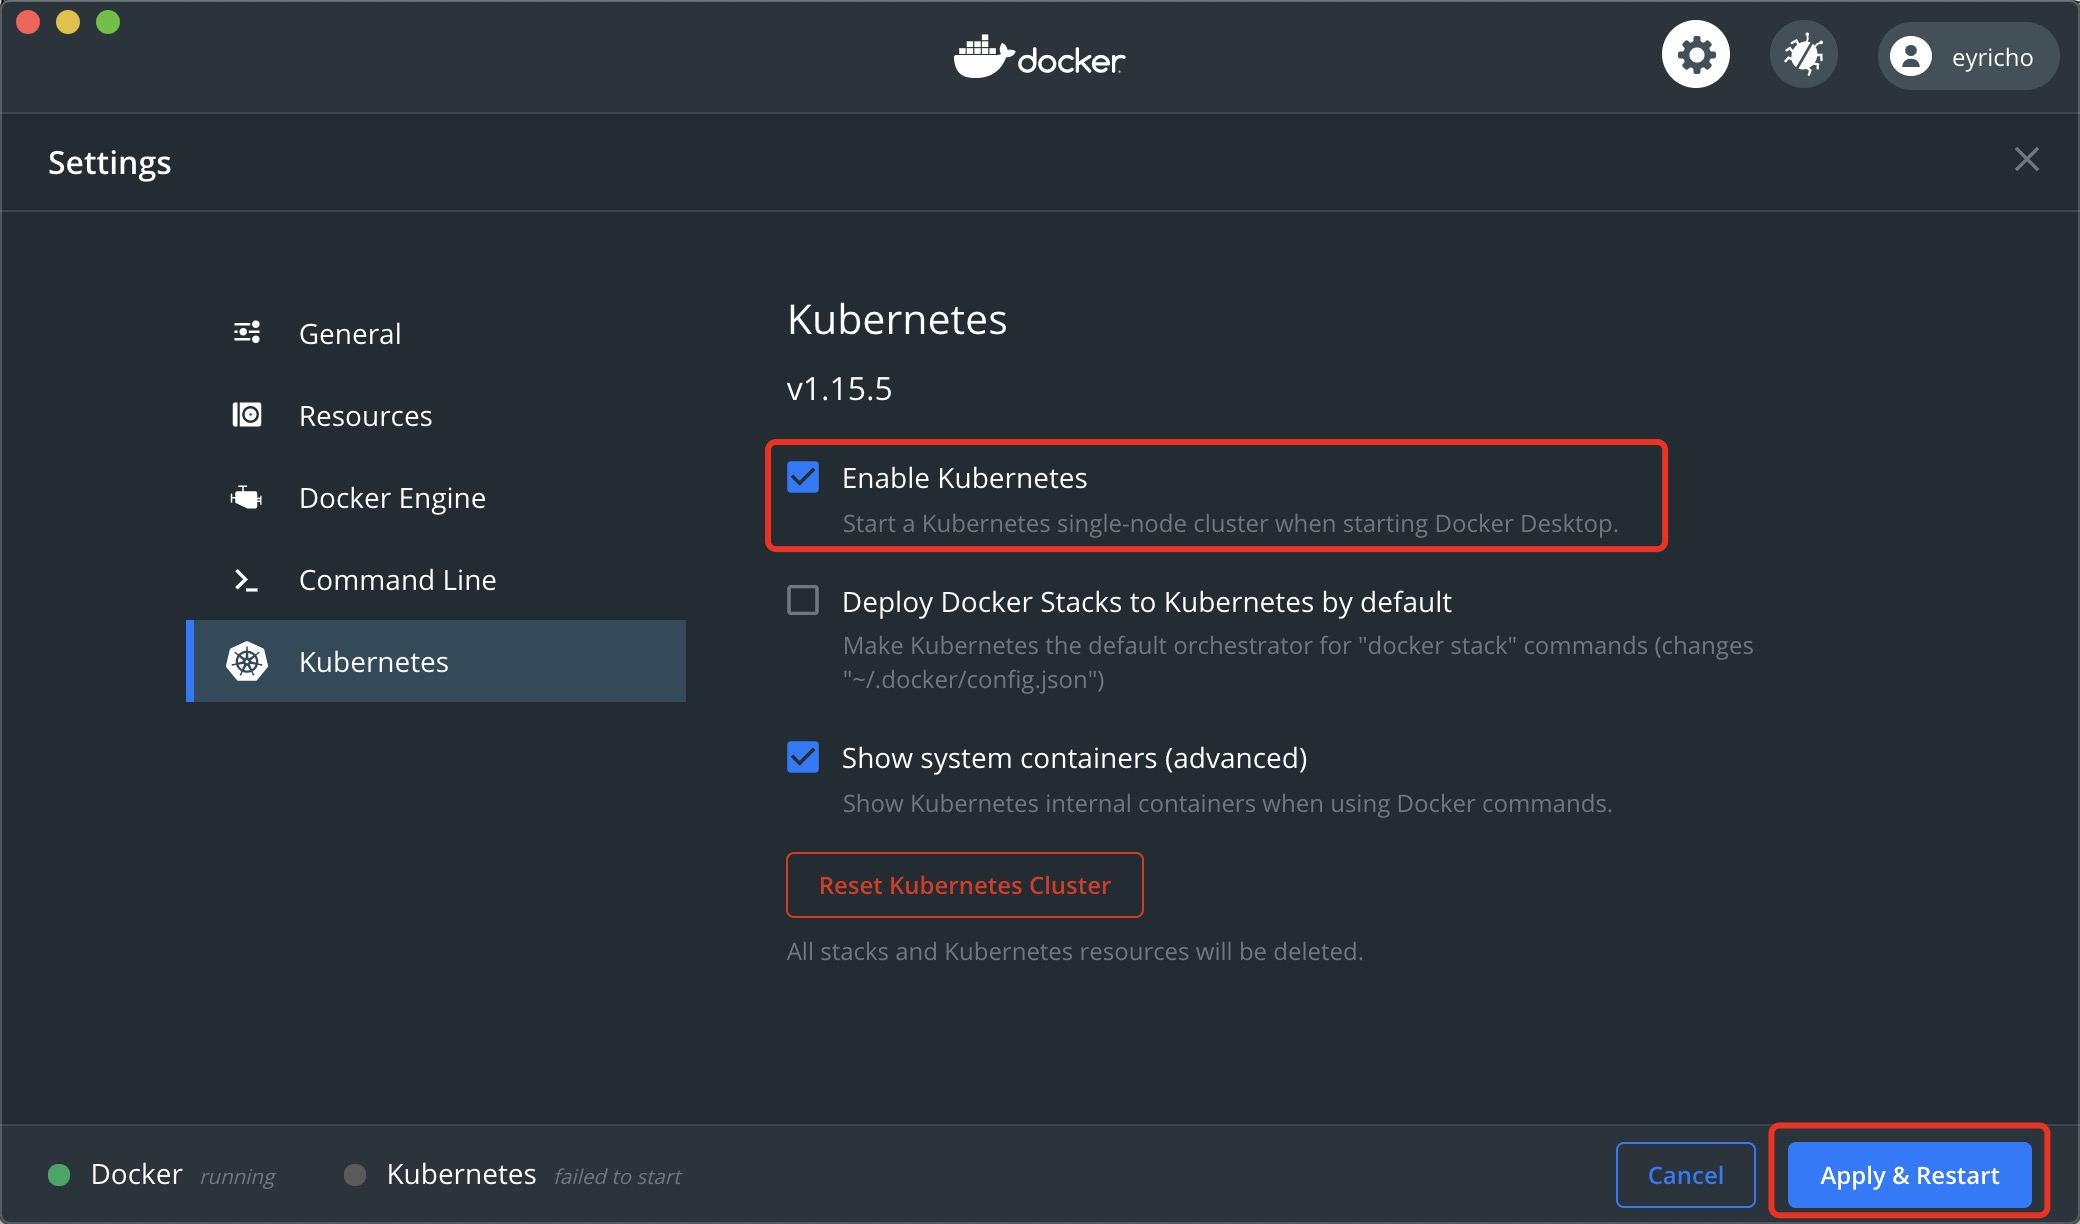 docker
eyricho
Settings
General
Resources
Docker Engine
Command Line
Kubernetes
Kubernetes
v1.15.5
Enable Kubernetes
Start a Kubernetes single-node cluster when starting Docker Desktop.
Deploy Docker Stacks to Kubernetes by default
Make Kubernetes the default orchestrator for "docker stack" commands (changes
"~/.docker/config.json")
Show system containers (advanced)
Show Kubernetes internal containers when using Docker commands.
Reset Kubernetes Cluster
All stacks and Kubernetes resources will be deleted.
Docker running Kubernetes failed to start Cancel Apply & Restart